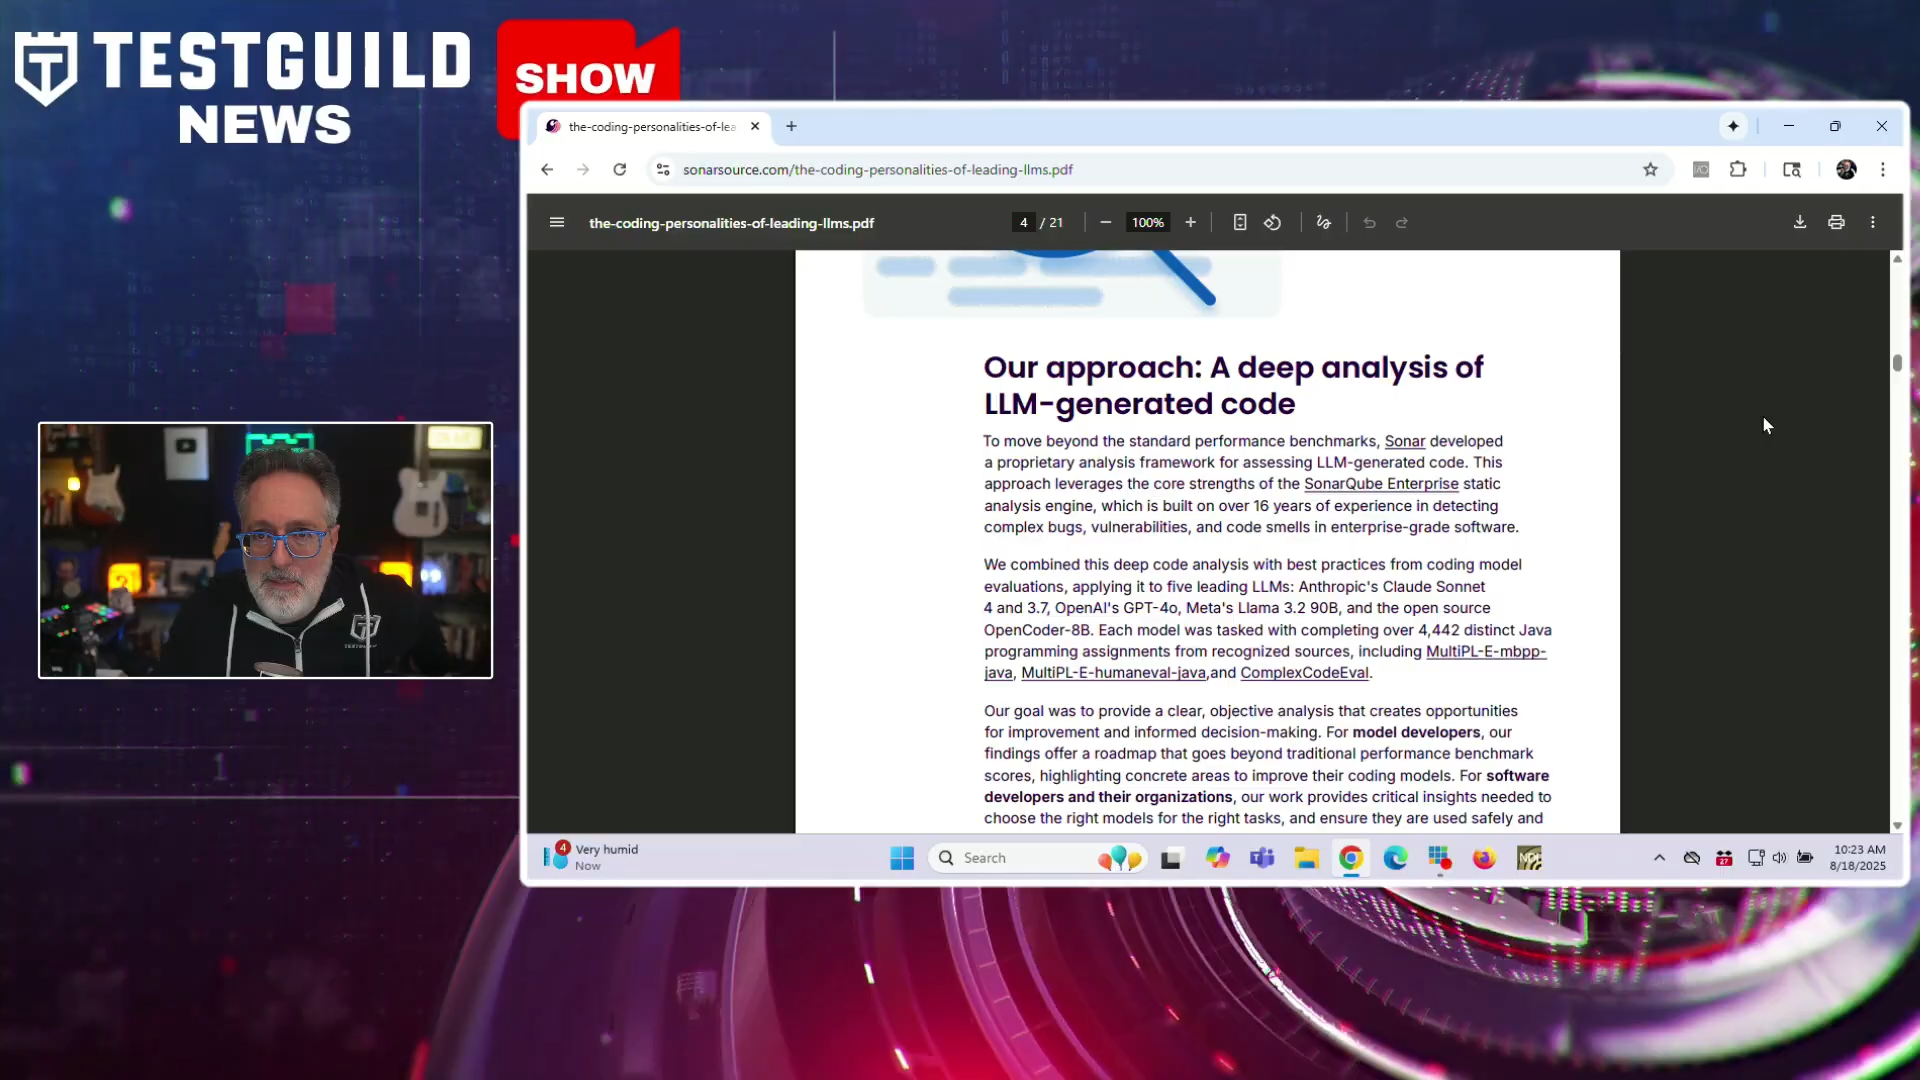 TESTGUILD
NEWS
SHOW
the-coding-personalities-of-lea
sonarsource.com/the-coding-personalities-of-leading-llms.pdf
the-coding-personalities-of-leading-llms.pdf
4 / 21
100%
Our approach: A deep analysis of
LLM-generated code
To move beyond the standard performance benchmarks, Sonar developed
a proprietary analysis framework for assessing LLM-generated code. This
approach leverages the core strengths of the SonarQube Enterprise static
analysis engine, which is built on over 16 years of experience in detecting
complex bugs, vulnerabilities, and code smells in enterprise-grade software.
We combined this deep code analysis with best practices from coding model
evaluations, applying it to five leading LLMs: Anthropic's Claude Sonnet
4 and 3.7, OpenAI's GPT-4o, Meta's Llama 3.2 90B, and the open source
OpenCoder-8B. Each model was tasked with completing over 4,442 distinct Java
programming assignments from recognized sources, including MultiPL-E-mbpp-
java, MultiPL-E-humaneval-java,and ComplexCodeEval.
Our goal was to provide a clear, objective analysis that creates opportunities
for improvement and informed decision-making. For model developers, our
findings offer a roadmap that goes beyond traditional performance benchmark
scores, highlighting concrete areas to improve their coding models. For software
developers and their organizations, our work provides critical insights needed to
choose the right models for the right tasks, and ensure they are used safely and
4
Very humid
Now
Search
27
10:23 AM
8/18/2025